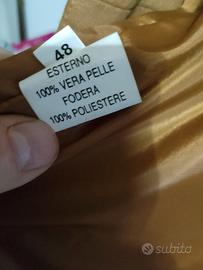 48
ESTERNO
100% VERA PELLE
FODERA
100% POLIESTERE
subito